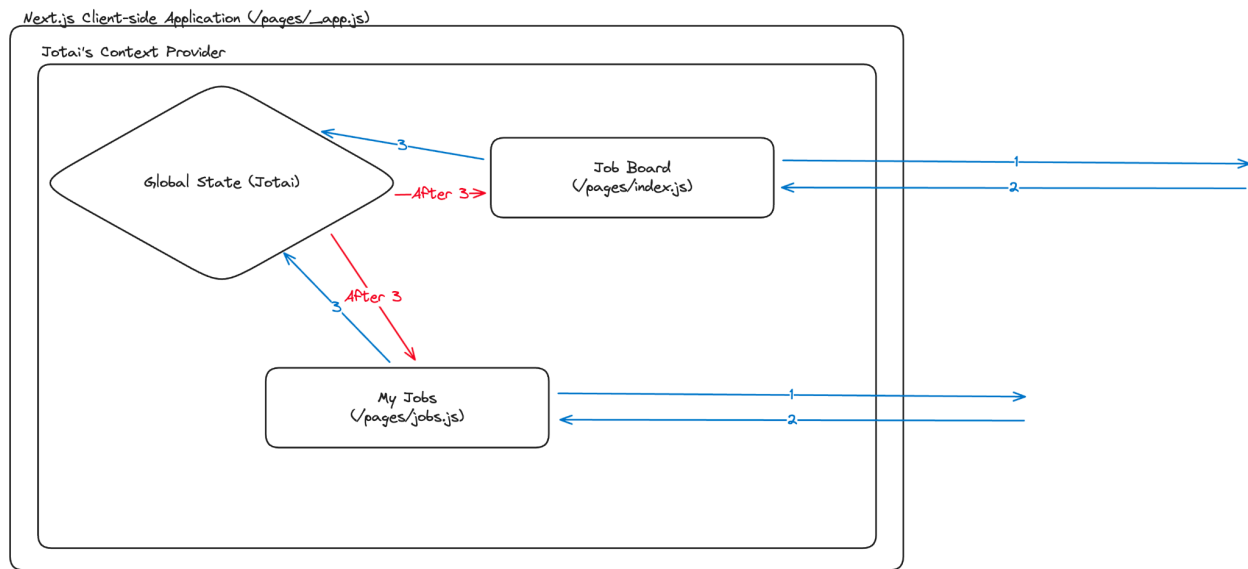 Next.js Client-side Application (/pages/_app.js)
Jotai's Context Provider
3
Job Board
(/pages/index.js)
1
2
Global State (Jotai)
After 3
After 3
3
My Jobs
(/pages/jobs.js)
1
2